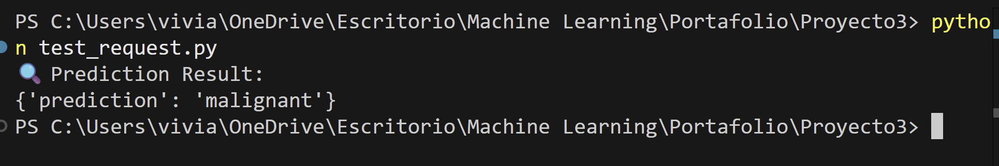 PS C:\Users\vivia\OneDrive\Escritorio\Machine Learning\Portafolio\Proyecto3> pytho
n test_request.py
🔍 Prediction Result:
{'prediction': 'malignant'}
PS C:\Users\vivia\OneDrive\Escritorio\Machine Learning\Portafolio\Proyecto3>